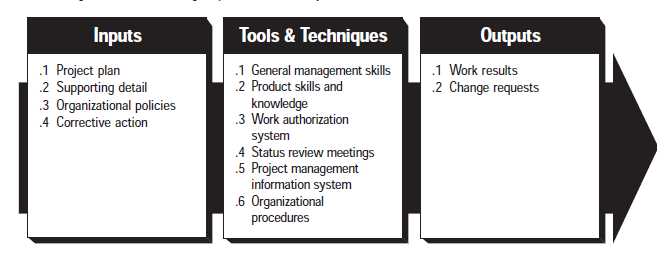 Inputs
.1 Project plan
.2 Supporting detail
.3 Organizational policies
.4 Corrective action
Tools & Techniques
.1 General management skills
.2 Product skills and
knowledge
.3 Work authorization
system
.4 Status review meetings
.5 Project management
information system
.6 Organizational
procedures
Outputs
.1 Work results
.2 Change requests